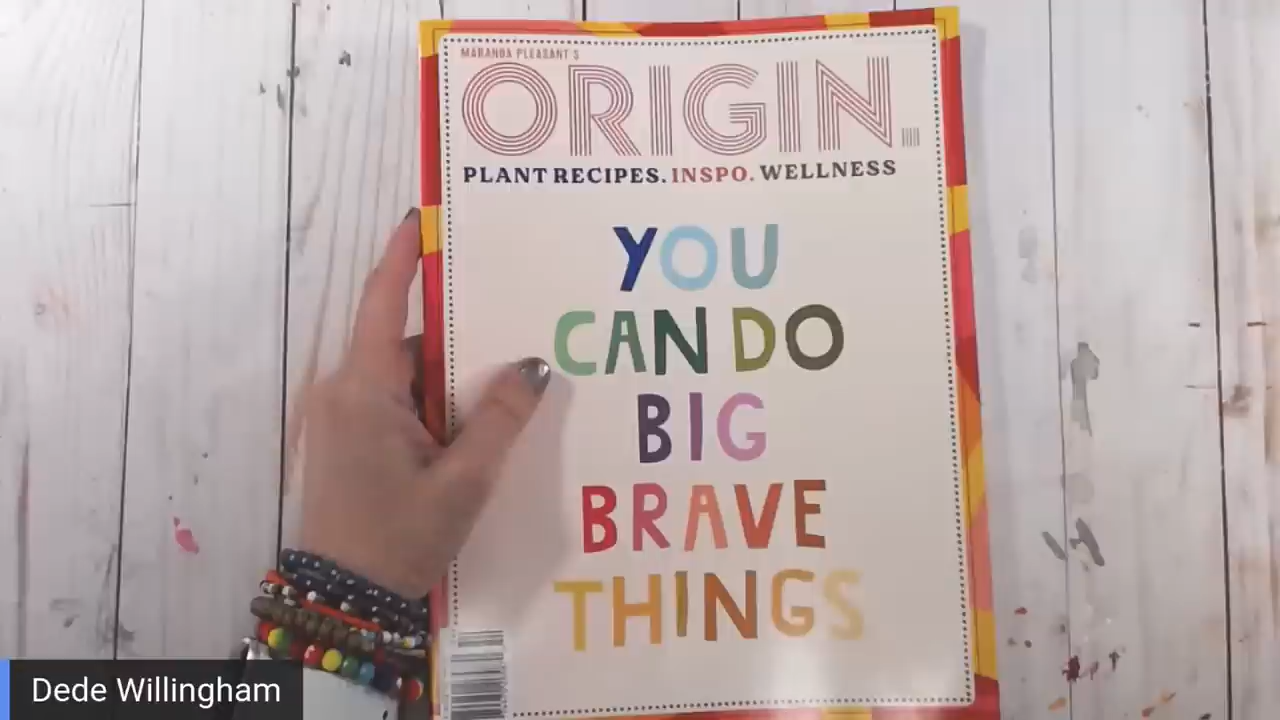 MARANDA PLEASANT'S
ORIGIN.
PLANT RECIPES. INSPO. WELLNESS
YOU
CAN DO
BIG
BRAVE
THINGS
Dede Willingham